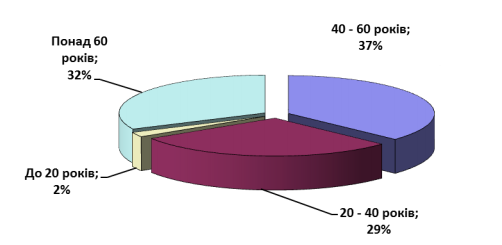 40 - 60 років;
37%
Понад 60
років;
32%
До 20 років;
2%
20 - 40 років;
29%